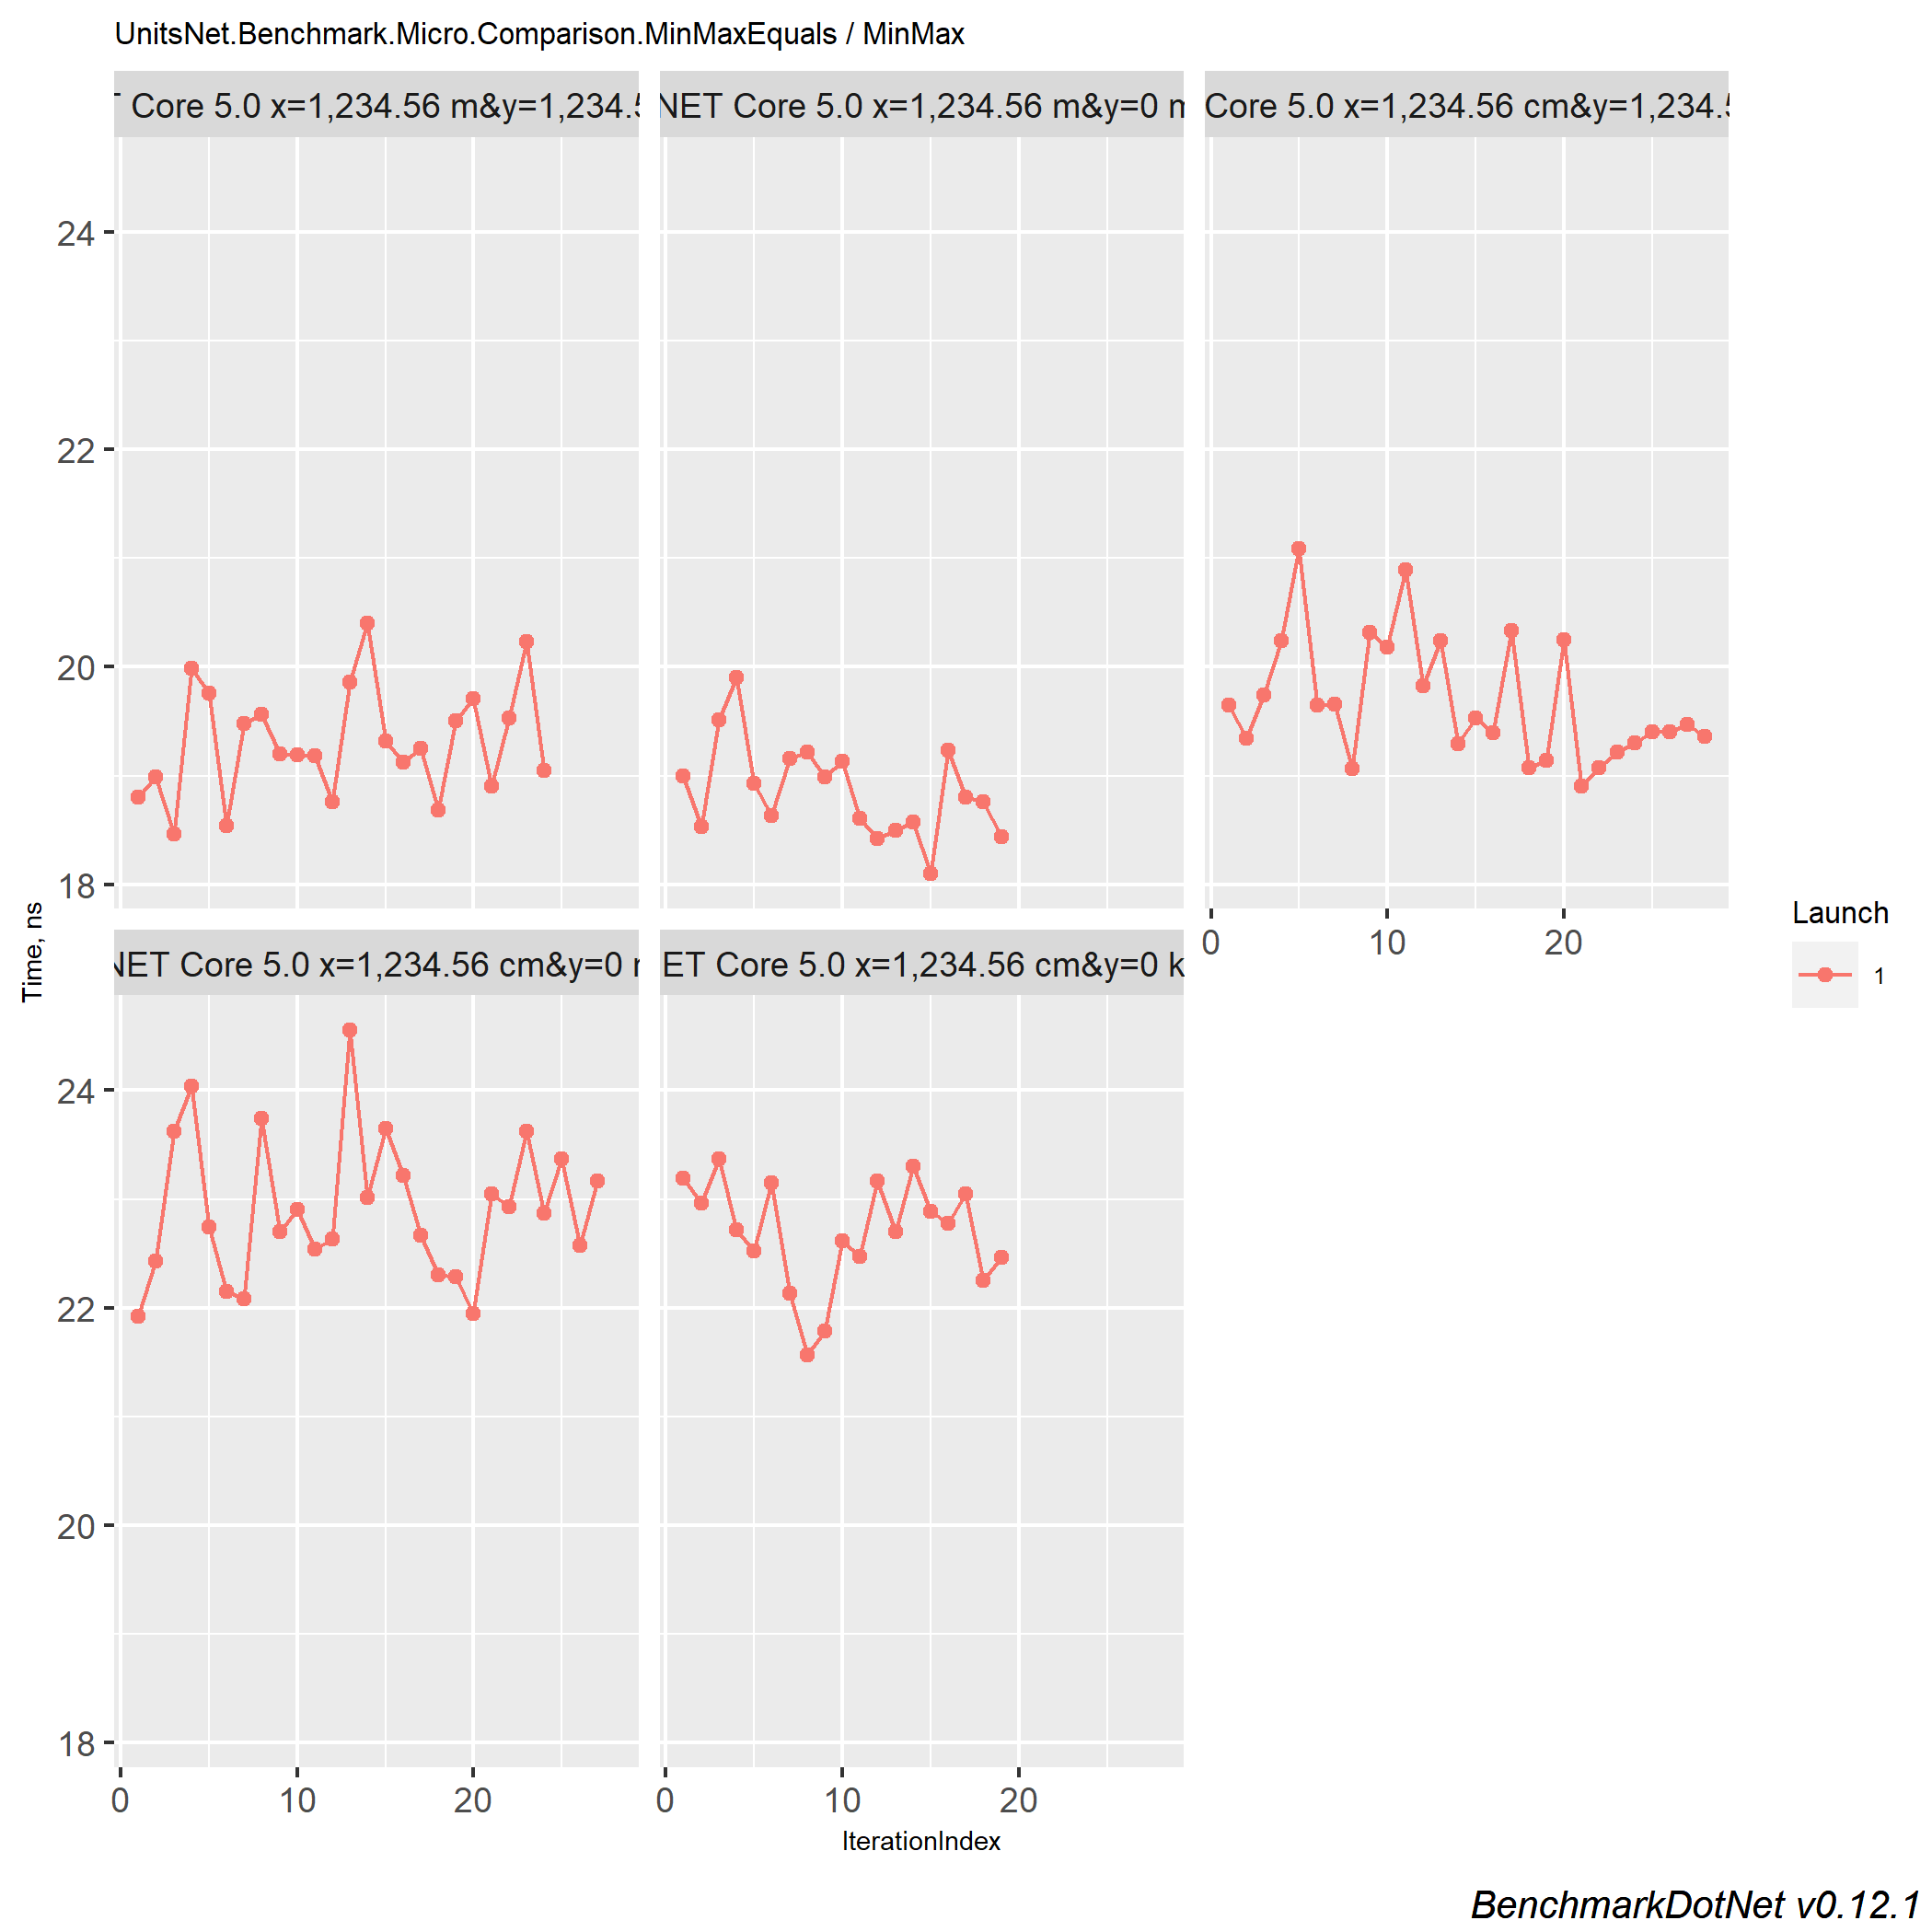 UnitsNet.Benchmark.Micro.Comparison.MinMaxEquals / MinMax
Core 5.0 x=1,234.56 m&y=1,234.5
NET Core 5.0 x=1,234.56 m&y=0 m
Core 5.0 x=1,234.56 cm&y=1,234.5
24
22
20
18
0 10 20
NET Core 5.0 x=1,234.56 cm&y=0
ET Core 5.0 x=1,234.56 cm&y=0 k
24
22
20
18
0 10 20
0 10 20
Time, ns
IterationIndex
Launch
1
BenchmarkDotNet v0.12.1